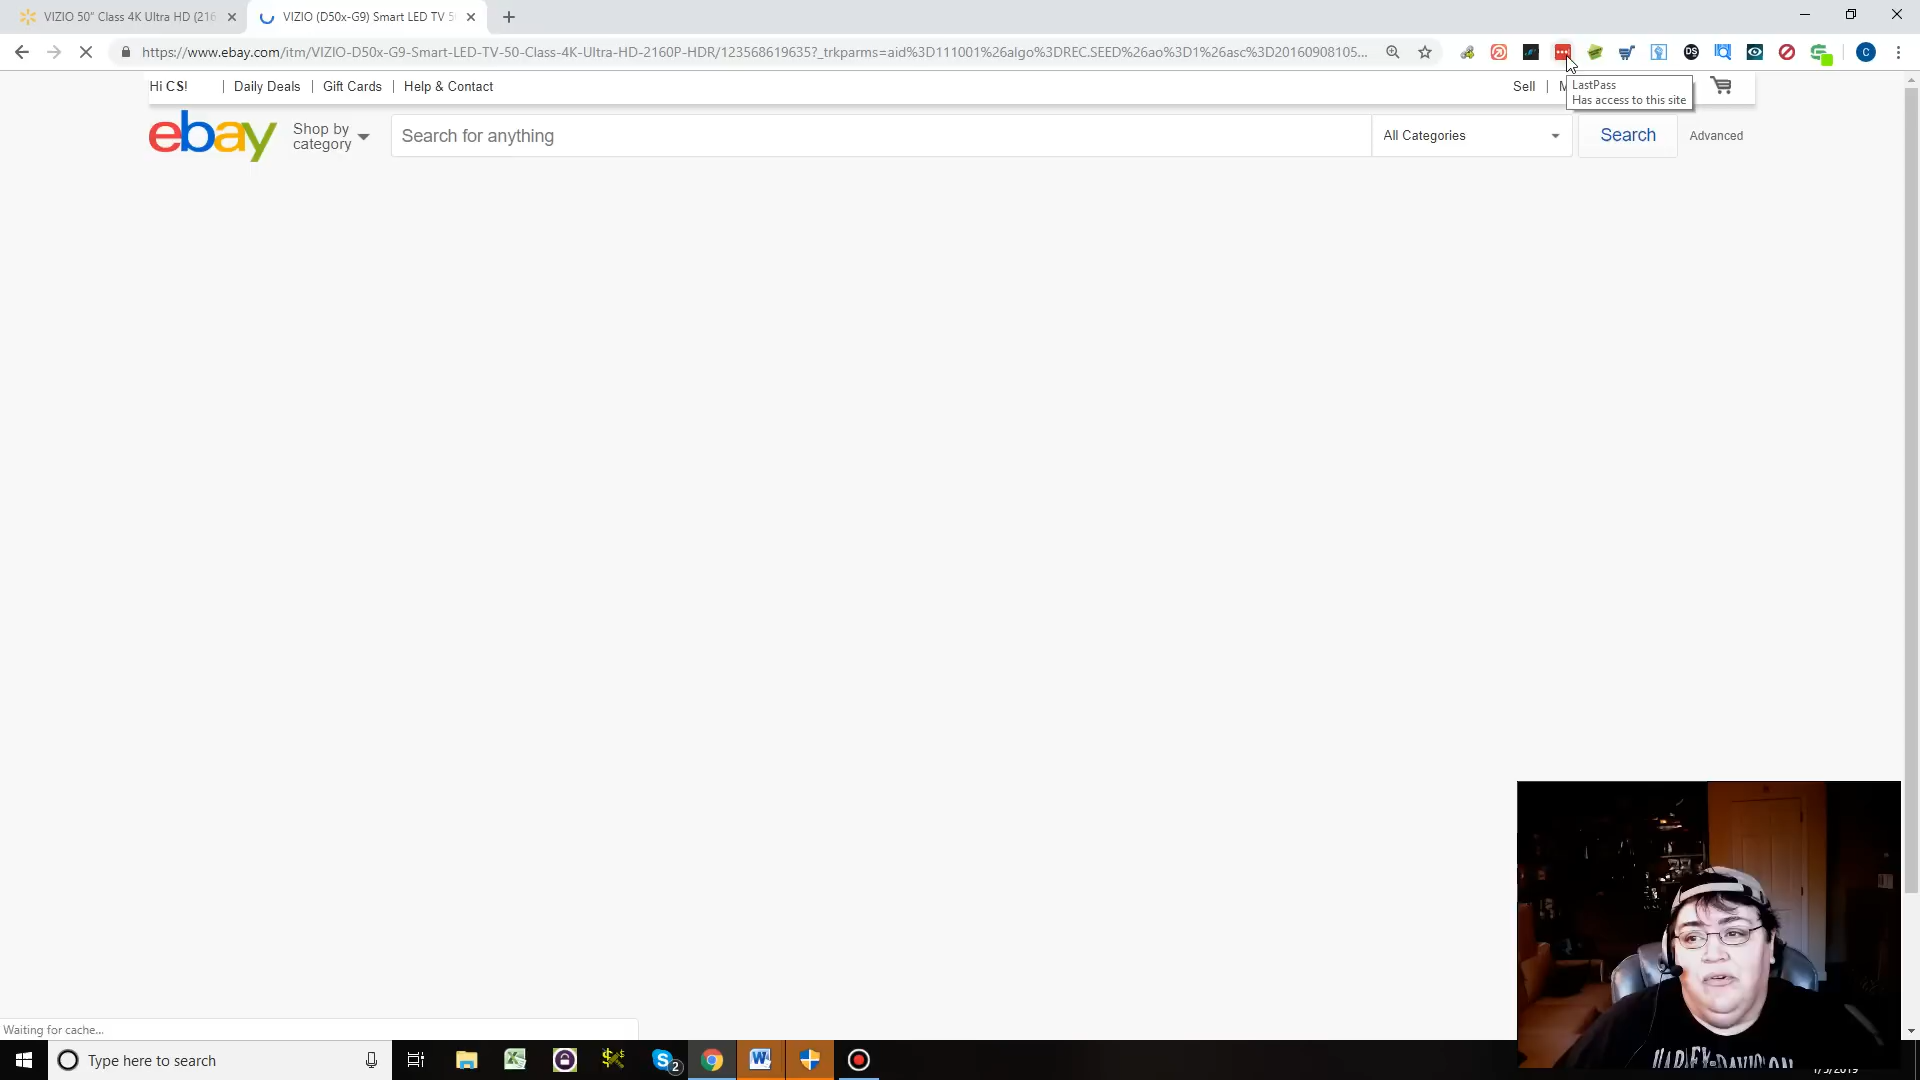 VIZIO 50" Class 4K Ultra HD (216
VIZIO (D50x-G9) Smart LED TV 5
https://www.ebay.com/itm/VIZIO-D50x-G9-Smart-LED-TV-50-Class-4K-Ultra-HD-2160P-HDR/123568619635?_trkparms=aid%3D111001%26algo%3DREC.SEED%26ao%3D1%26asc%3D20160908105...
DS
C
Hi CS!
Daily Deals
Gift Cards
Help & Contact
Sell
M
LastPass
Has access to this site
ebay
Shop by
category
Search for anything
All Categories
Search
Advanced
HARLEY-DAVIDSON
Waiting for cache...
Type here to search
2